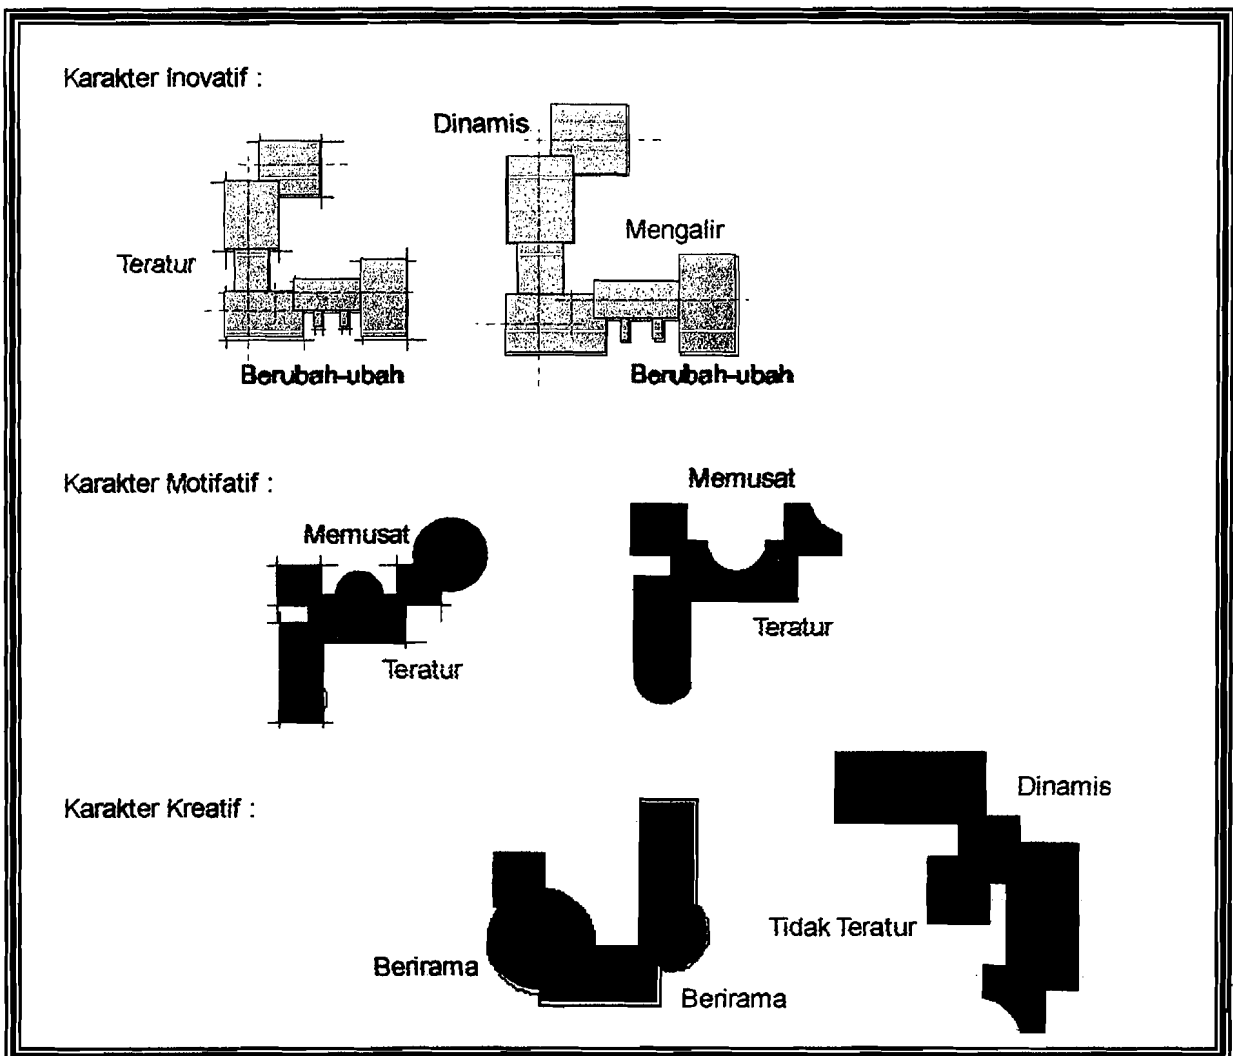 Karakter Inovatif :
Dinamis
Mengalir
Teratur
Berubah-ubah
Berubah-ubah
Karakter Motifatif :
Memusat
Memusat
Teratur
Teratur
Karakter Kreatif :
Dinamis
Tidak Teratur
Berirama
Berirama